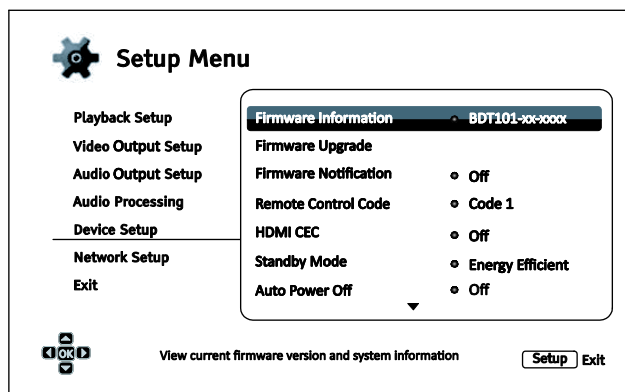 Setup Menu
Playback Setup
Video Output Setup
Audio Output Setup
Audio Processing
Device Setup
Network Setup
Exit
Firmware Information BDT101-xx-xxxx
Firmware Upgrade
Firmware Notification Off
Remote Control Code Code 1
HDMI CEC Off
Standby Mode Energy Efficient
Auto Power Off Off
OK
View current firmware version and system information
Setup Exit